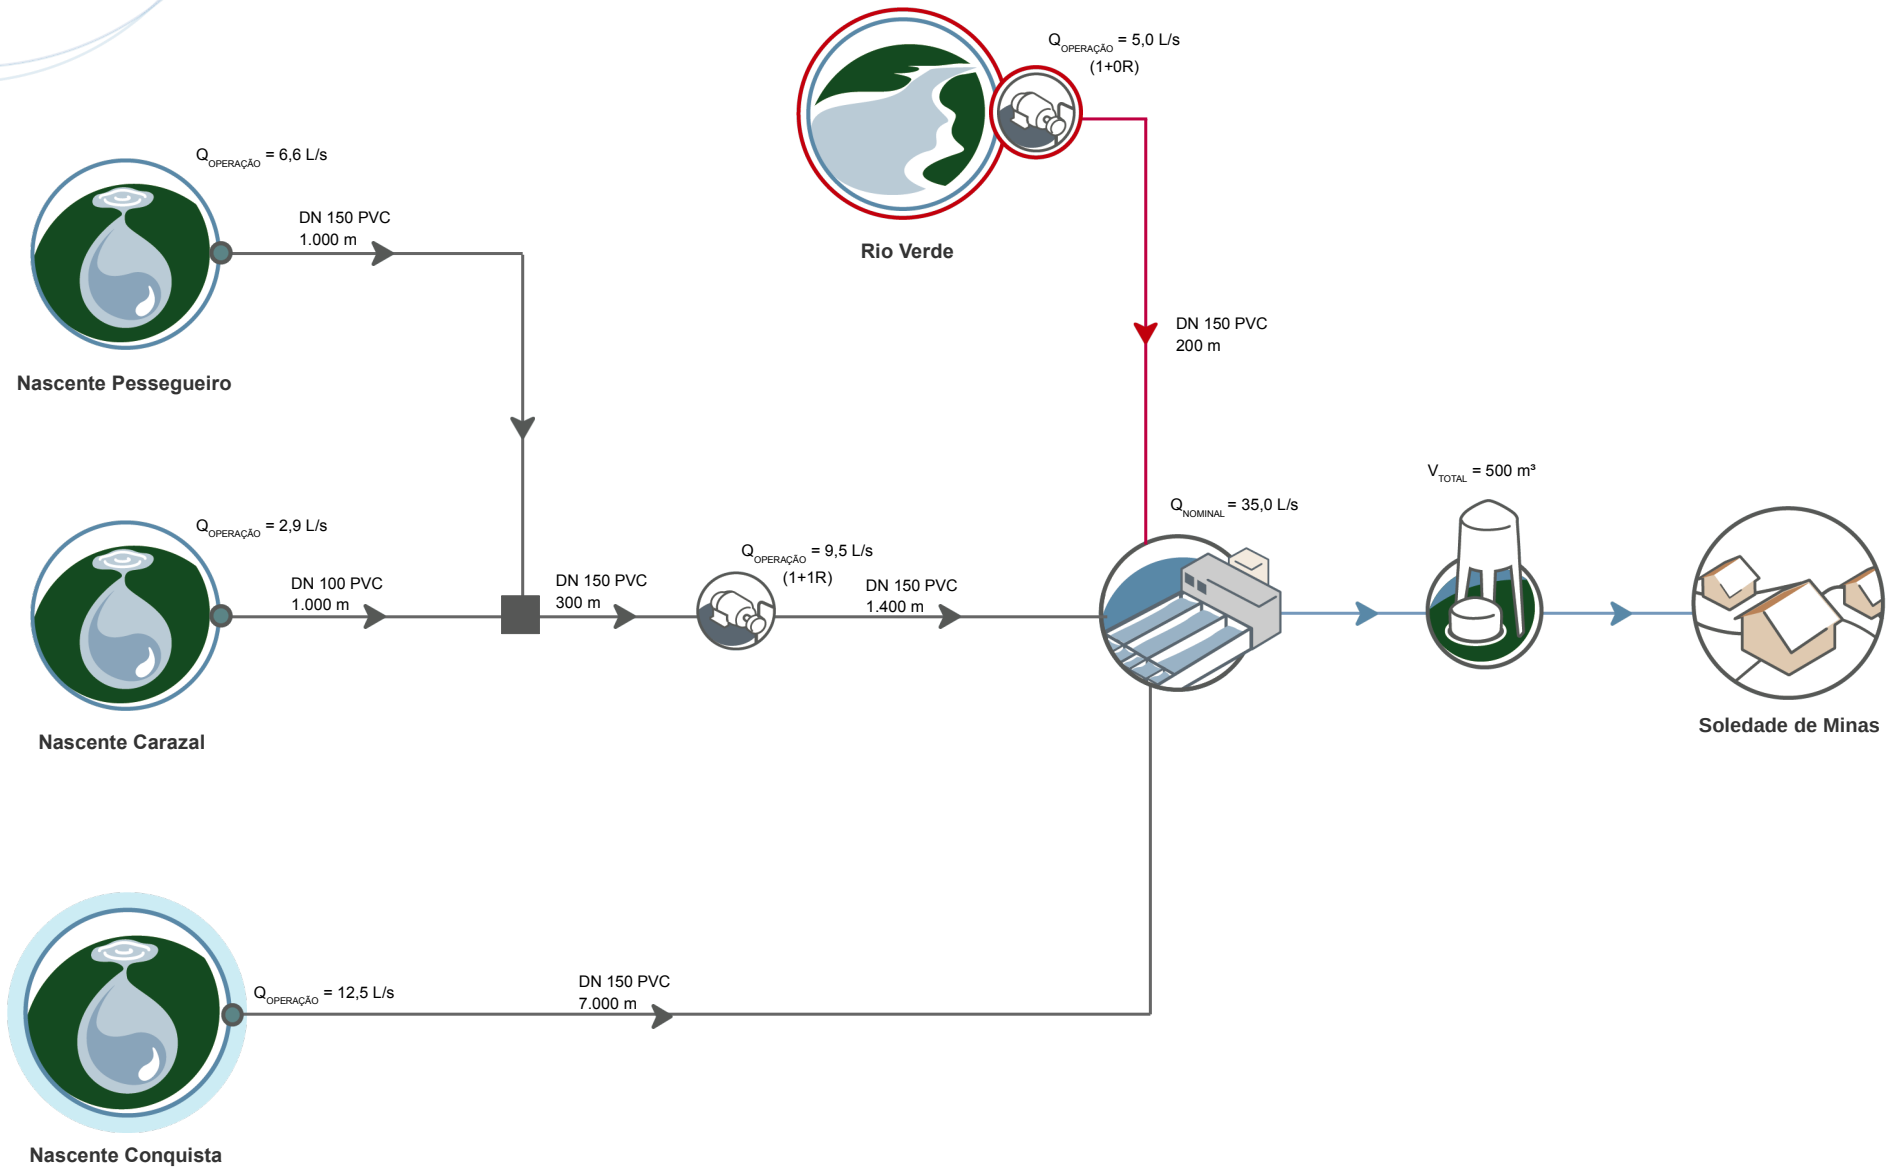 Q OPERAÇÃO = 5,0 L/s
(1+0R)
Q OPERAÇÃO = 6,6 L/s
DN 150 PVC
1.000 m
Rio Verde
DN 150 PVC
200 m
Nascente Pessegueiro
V TOTAL = 500 m³
Q NOMINAL = 35,0 L/s
Q OPERAÇÃO = 2,9 L/s
Q OPERAÇÃO = 9,5 L/s
(1+1R)
DN 100 PVC
1.000 m
DN 150 PVC
300 m
DN 150 PVC
1.400 m
Soledade de Minas
Nascente Carazal
Q OPERAÇÃO = 12,5 L/s
DN 150 PVC
7.000 m
Nascente Conquista